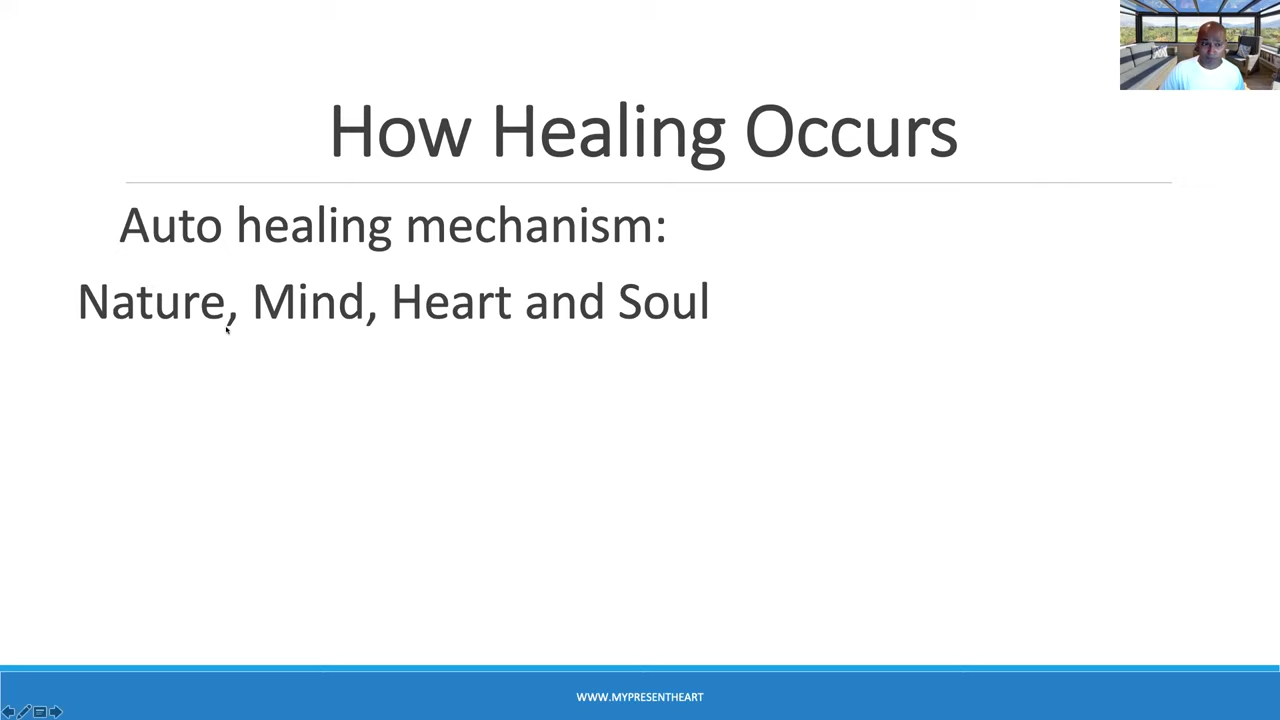 How Healing Occurs
Auto healing mechanism:
Nature, Mind, Heart and Soul
WWW.MYPRESENTHEART